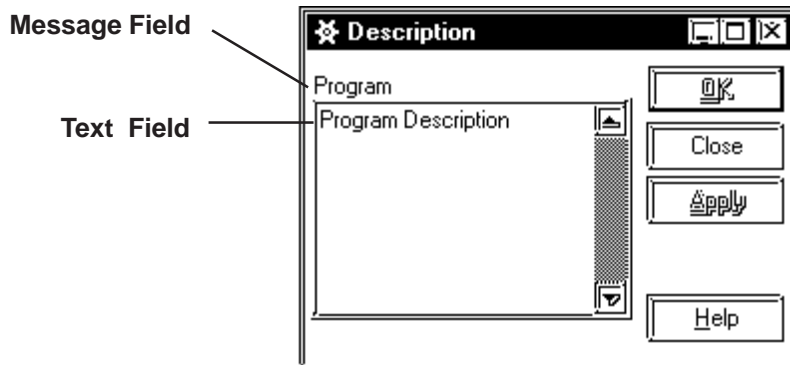 Message Field
Description
Program
OK
Text Field
Program Description
Close
Apply
Help